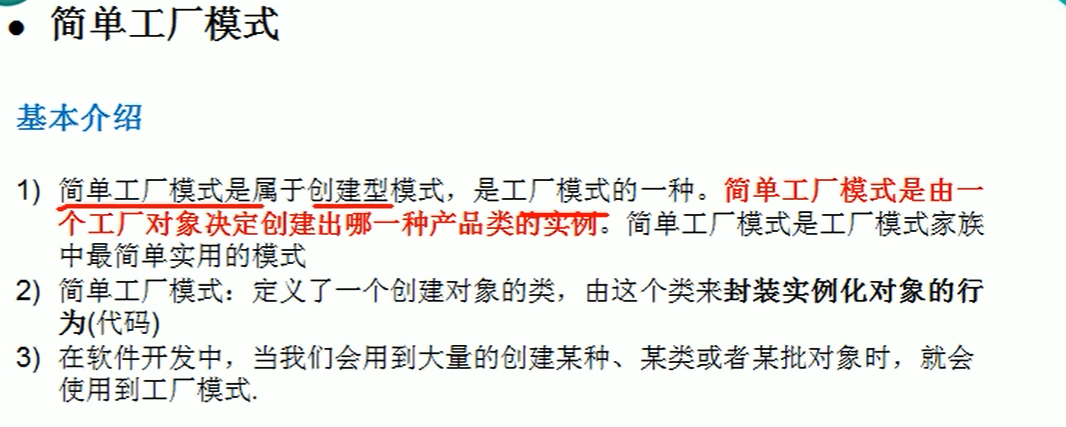 ● 简单工厂模式
基本介绍
1) 简单工厂模式是属于创建型模式，是工厂模式的一种。简单工厂模式是由一
个工厂对象决定创建出哪一种产品类的实例。简单工厂模式是工厂模式家族
中最简单实用的模式
2) 简单工厂模式：定义了一个创建对象的类，由这个类来封装实例化对象的行
为(代码)
3) 在软件开发中，当我们会用到大量的创建某种、某类或者某批对象时，就会
使用到工厂模式.